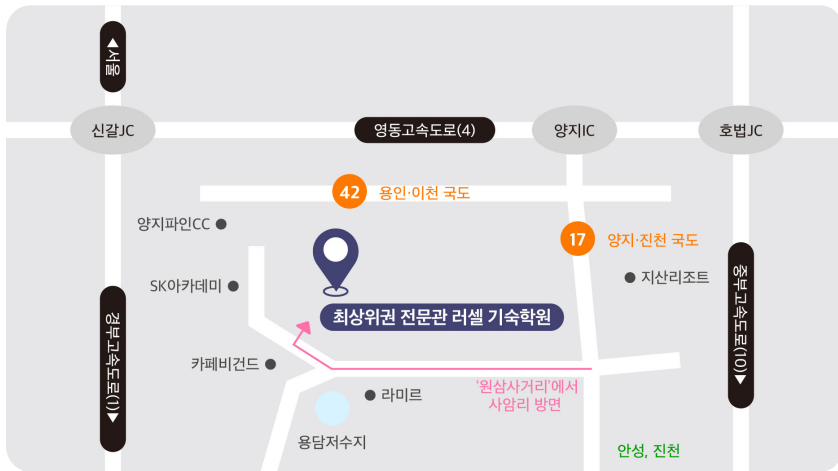 ◀서울
신갈JC
영동고속도로(4)
양지IC
호법JC
42
용인·이천 국도
양지파인CC
17
양지·진천 국도
SK아카데미
지산리조트
최상위권 전문관 러셀 기숙학원
경부고속도로(1)▶
중부고속도로(10)▶
카페비건드
'원삼사거리'에서
사암리 방면
라미르
용담저수지
안성, 진천